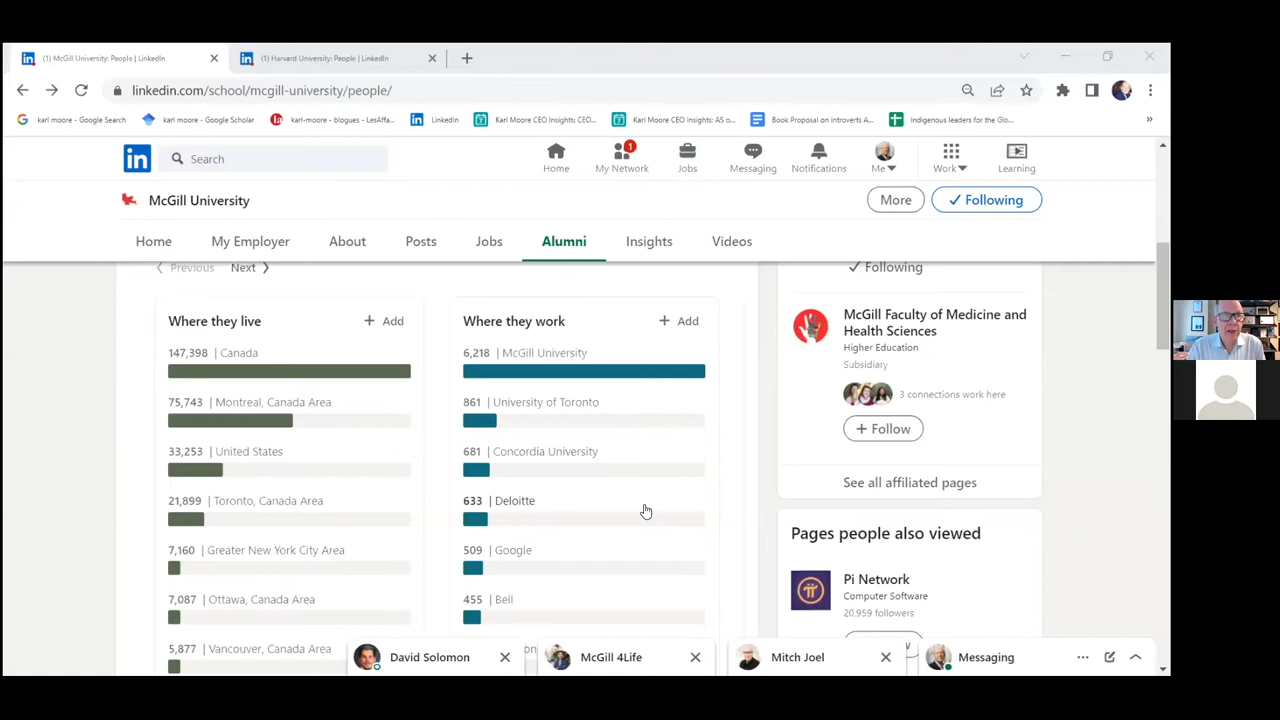 (1) McGill University: People | LinkedIn
(1) Harvard University: People | LinkedIn
linkedin.com/school/mcgill-university/people/
karl moore - Google Search
karl moore - Google Scholar
karl-moore - blogues - LesAffa...
LinkedIn
Karl Moore CEO Insights: CEO...
Karl Moore CEO Insights: AS o...
Book Proposal on Introverts A...
Indigenous leaders for the Glo...
in
Search
Home
1
My Network
Jobs
Messaging
Notifications
Me
Work
Learning
McGill University
More
Following
Home
My Employer
About
Posts
Jobs
Alumni
Insights
Videos
Previous
Next
Where they live
+ Add
147,398 | Canada
75,743 | Montreal, Canada Area
33,253 | United States
21,899 | Toronto, Canada Area
7,160 | Greater New York City Area
7,087 | Ottawa, Canada Area
5,877 | Vancouver, Canada Area
Where they work
+ Add
6,218 | McGill University
861 | University of Toronto
681 | Concordia University
633 | Deloitte
509 | Google
455 | Bell
Following
McGill Faculty of Medicine and
Health Sciences
Higher Education
Subsidiary
3 connections work here
+ Follow
See all affiliated pages
Pages people also viewed
Pi Network
Computer Software
20,959 followers
David Solomon
McGill 4Life
Mitch Joel
Messaging